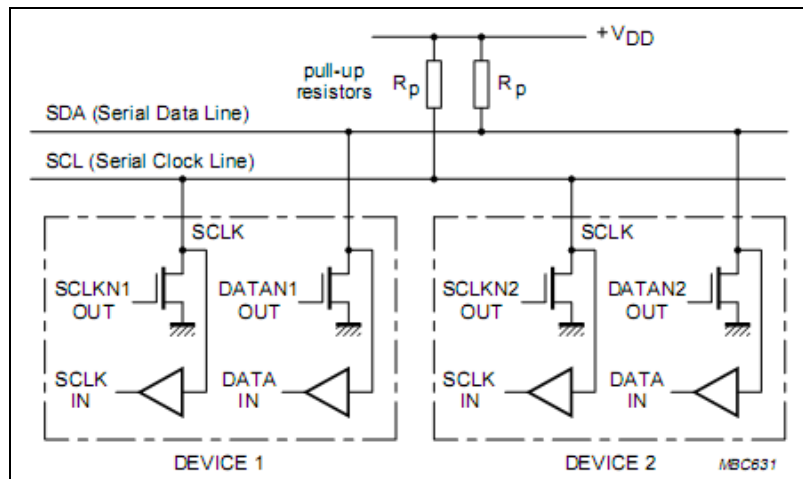 +VDD
pull-up
resistors
Rp
Rp
SDA (Serial Data Line)
SCL (Serial Clock Line)
SCLK
SCLK
SCLKN1
OUT
DATAN1
OUT
SCLKN2
OUT
DATAN2
OUT
SCLK
IN
DATA
IN
SCLK
IN
DATA
IN
DEVICE 1
DEVICE 2
MBC631